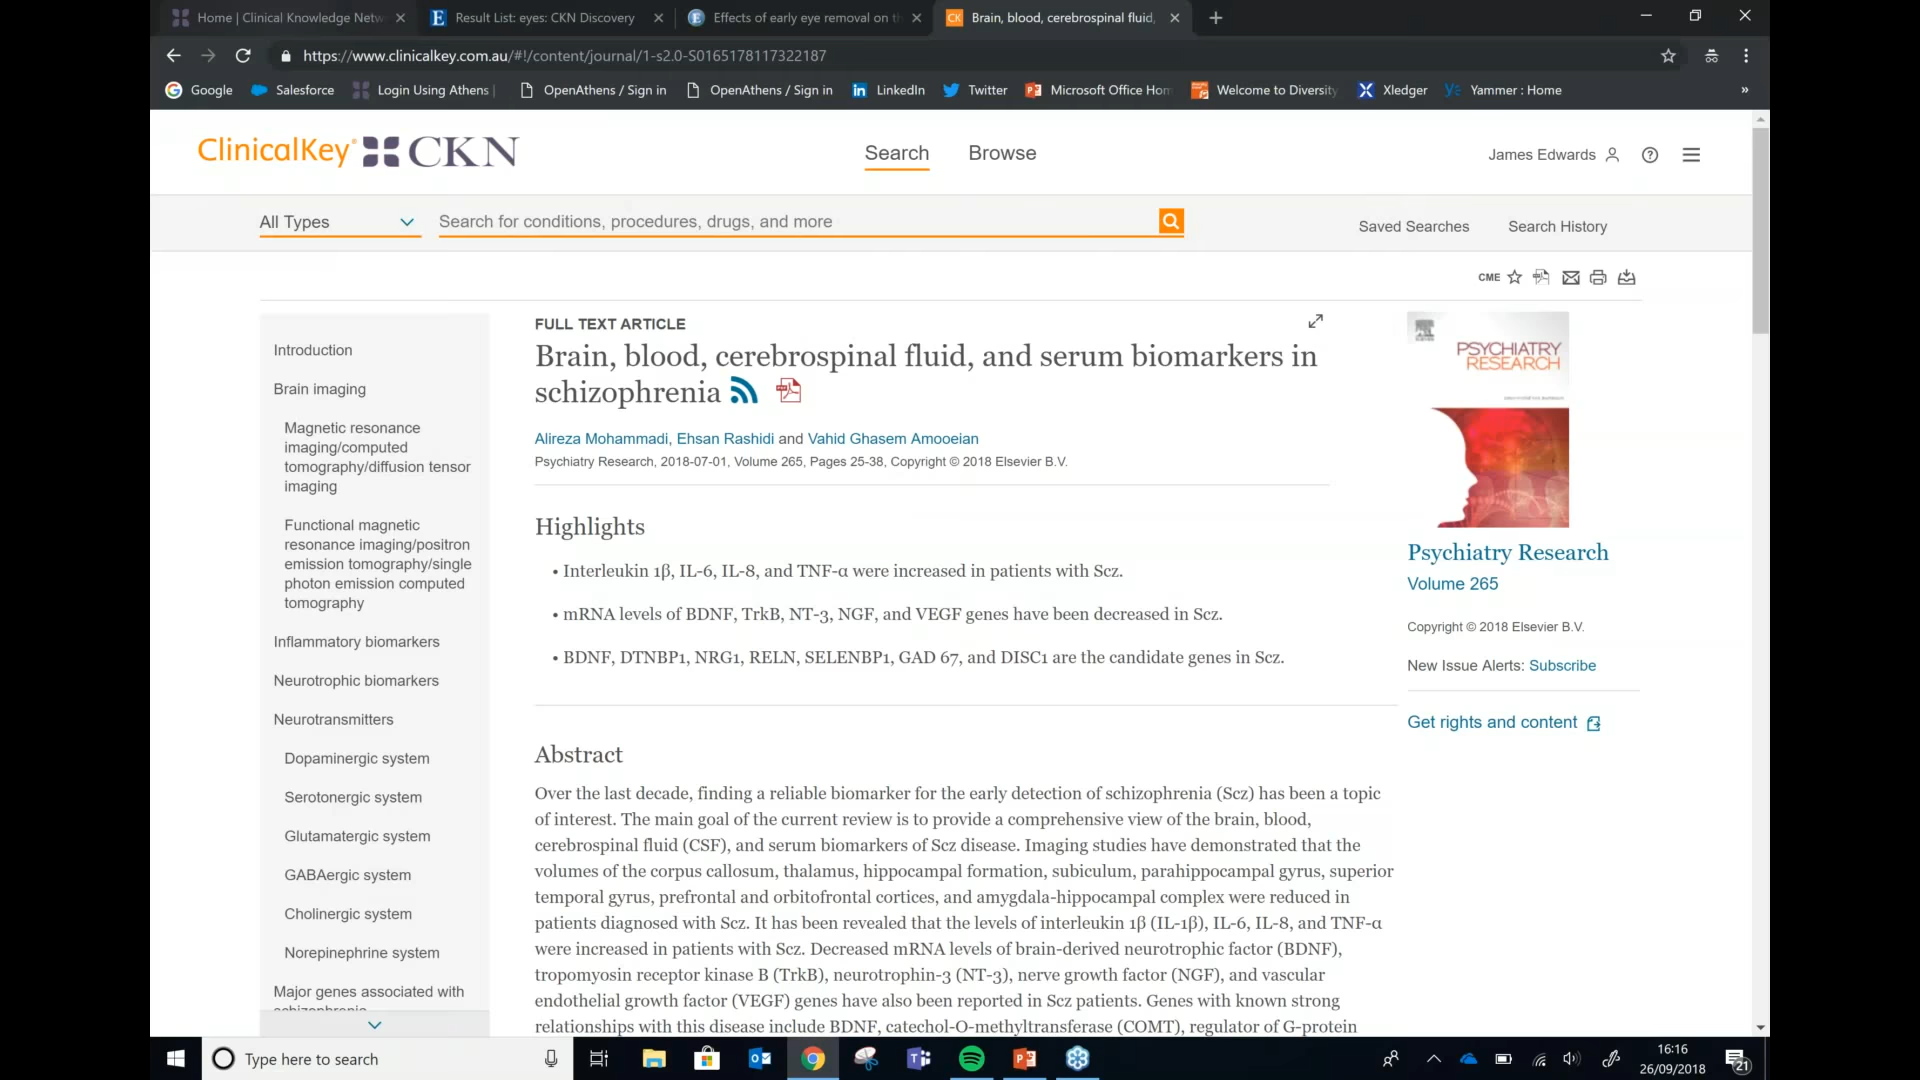 Home | Clinical Knowledge Netw
Result List: eyes: CKN Discovery
Effects of early eye removal on th
Brain, blood, cerebrospinal fluid,
https://www.clinicalkey.com.au/#!/content/journal/1-s2.0-S0165178117322187
Google
Salesforce
Login Using Athens |
OpenAthens / Sign in
OpenAthens / Sign in
LinkedIn
Twitter
Microsoft Office Hom
Welcome to Diversity
Xledger
Yammer : Home
»
ClinicalKey CKN
Search
Browse
James Edwards
All Types
Search for conditions, procedures, drugs, and more
Saved Searches
Search History
CME
Introduction
Brain imaging
Magnetic resonance
imaging/computed
tomography/diffusion tensor
imaging
Functional magnetic
resonance imaging/positron
emission tomography/single
photon emission computed
tomography
Inflammatory biomarkers
Neurotrophic biomarkers
Neurotransmitters
Dopaminergic system
Serotonergic system
Glutamatergic system
GABAergic system
Cholinergic system
Norepinephrine system
Major genes associated with
schizophrenia
FULL TEXT ARTICLE
Brain, blood, cerebrospinal fluid, and serum biomarkers in
schizophrenia
Alireza Mohammadi, Ehsan Rashidi and Vahid Ghasem Amooeian
Psychiatry Research, 2018-07-01, Volume 265, Pages 25-38, Copyright © 2018 Elsevier B.V.
Highlights
• Interleukin 1β, IL-6, IL-8, and TNF-α were increased in patients with Scz.
• mRNA levels of BDNF, TrkB, NT-3, NGF, and VEGF genes have been decreased in Scz.
• BDNF, DTNBP1, NRG1, RELN, SELENBP1, GAD 67, and DISC1 are the candidate genes in Scz.
Abstract
Over the last decade, finding a reliable biomarker for the early detection of schizophrenia (Scz) has been a topic
of interest. The main goal of the current review is to provide a comprehensive view of the brain, blood,
cerebrospinal fluid (CSF), and serum biomarkers of Scz disease. Imaging studies have demonstrated that the
volumes of the corpus callosum, thalamus, hippocampal formation, subiculum, parahippocampal gyrus, superior
temporal gyrus, prefrontal and orbitofrontal cortices, and amygdala-hippocampal complex were reduced in
patients diagnosed with Scz. It has been revealed that the levels of interleukin 1β (IL-1β), IL-6, IL-8, and TNF-α
were increased in patients with Scz. Decreased mRNA levels of brain-derived neurotrophic factor (BDNF),
tropomyosin receptor kinase B (TrkB), neurotrophin-3 (NT-3), nerve growth factor (NGF), and vascular
endothelial growth factor (VEGF) genes have also been reported in Scz patients. Genes with known strong
relationships with this disease include BDNF, catechol-O-methyltransferase (COMT), regulator of G-protein
PSYCHIATRY
RESEARCH
Psychiatry Research
Volume 265
Copyright © 2018 Elsevier B.V.
New Issue Alerts: Subscribe
Get rights and content
Type here to search
16:16
26/09/2018
21